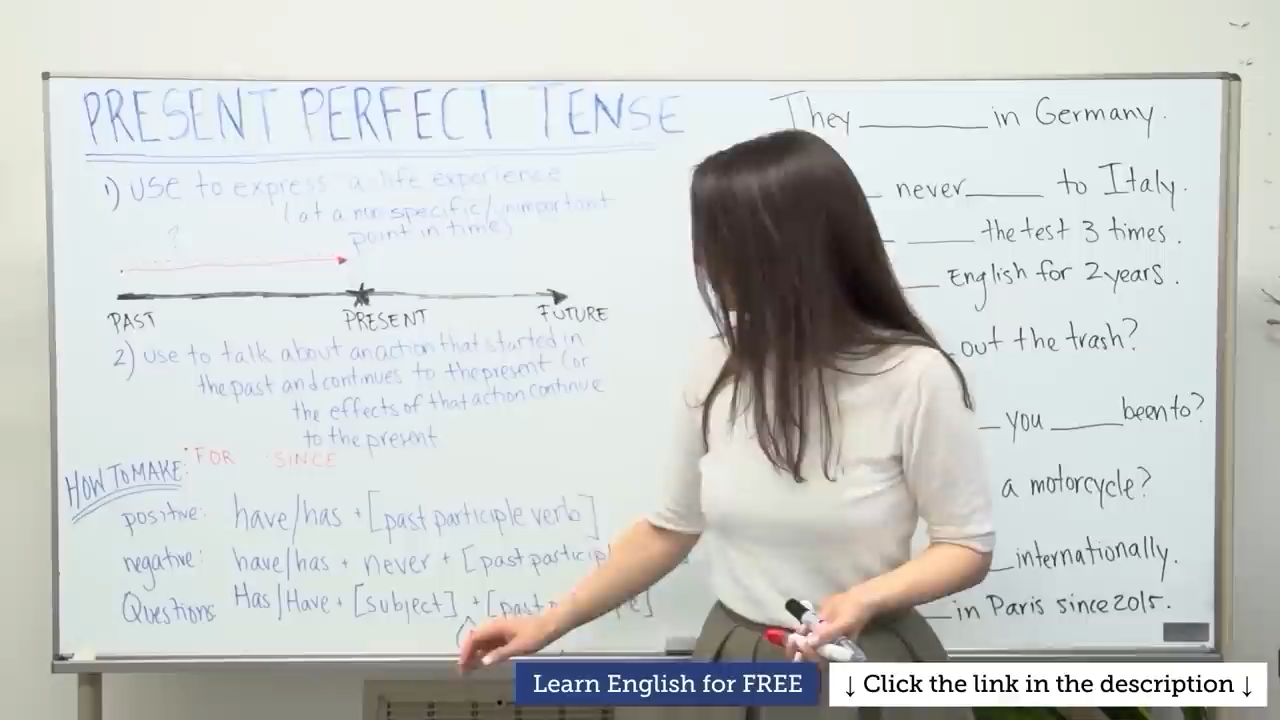 PRESENT PERFECT TENSE
1) USE to express a life experience
(at a non specific/unimportant
point in time)
?
PAST PRESENT FUTURE
2) use to talk about an action that started in
the past and continues to the present (or
the effects of that action continue
to the present
FOR SINCE
HOW TO MAKE:
positive: have/has + [past participle verb]
negative: have/has + never + [past particip
Questions Has/Have + [subject] + [past
They ______ in Germany.
never ____ to Italy.
____ the test 3 times.
English for 2 years.
out the trash?
you ____ been to?
a motorcycle?
internationally.
in Paris since 2015.
Learn English for FREE
↓ Click the link in the description ↓